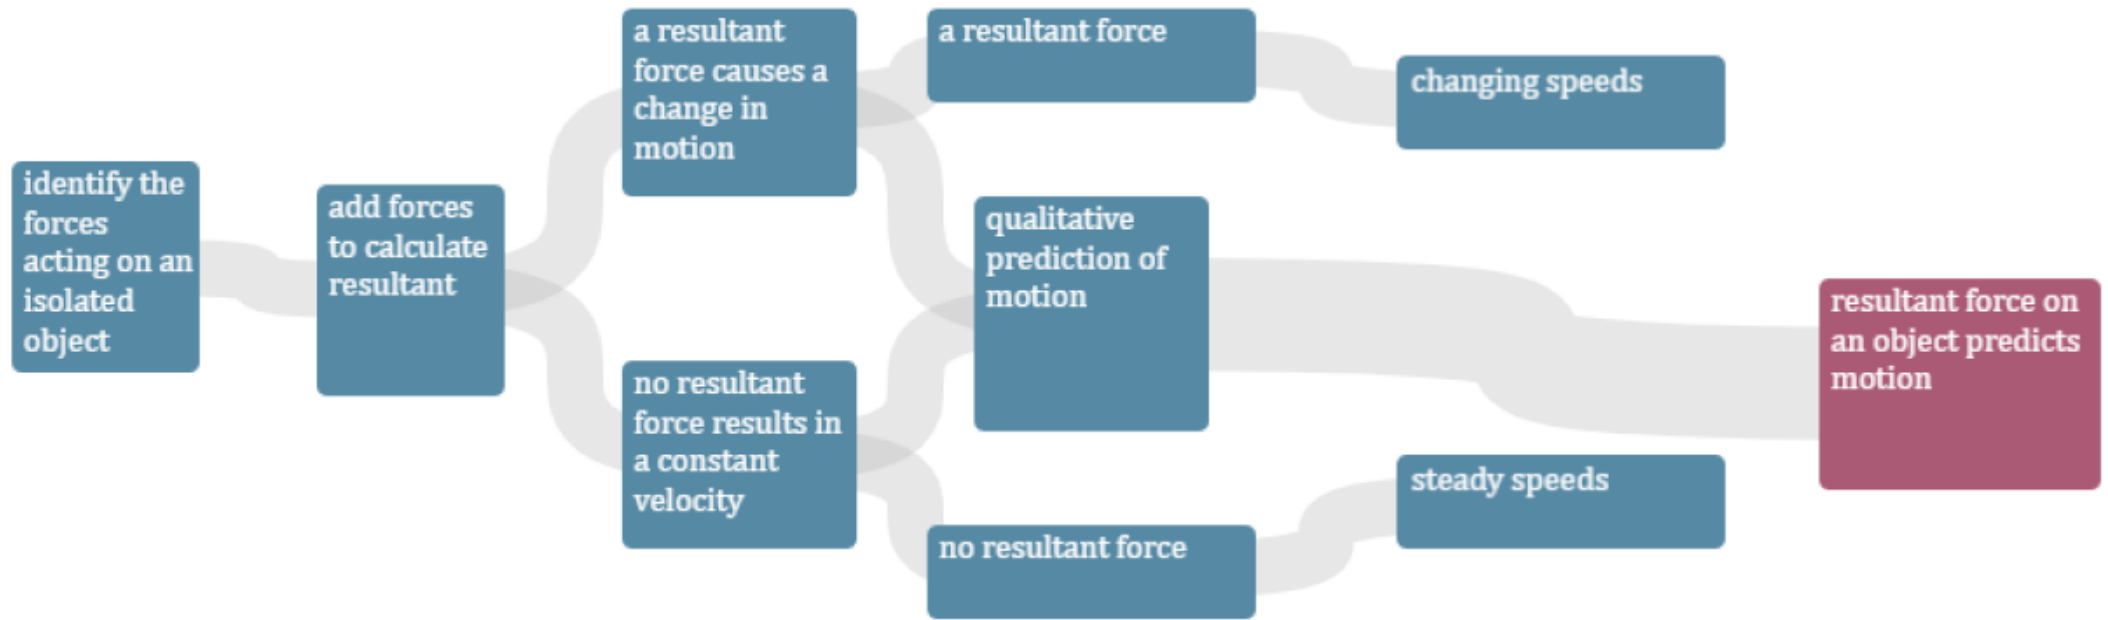 identify the
forces
acting on an
isolated
object
add forces
to calculate
resultant
a resultant
force causes a
change in
motion
no resultant
force results in
a constant
velocity
a resultant force
qualitative
prediction of
motion
no resultant force
changing speeds
steady speeds
resultant force on
an object predicts
motion